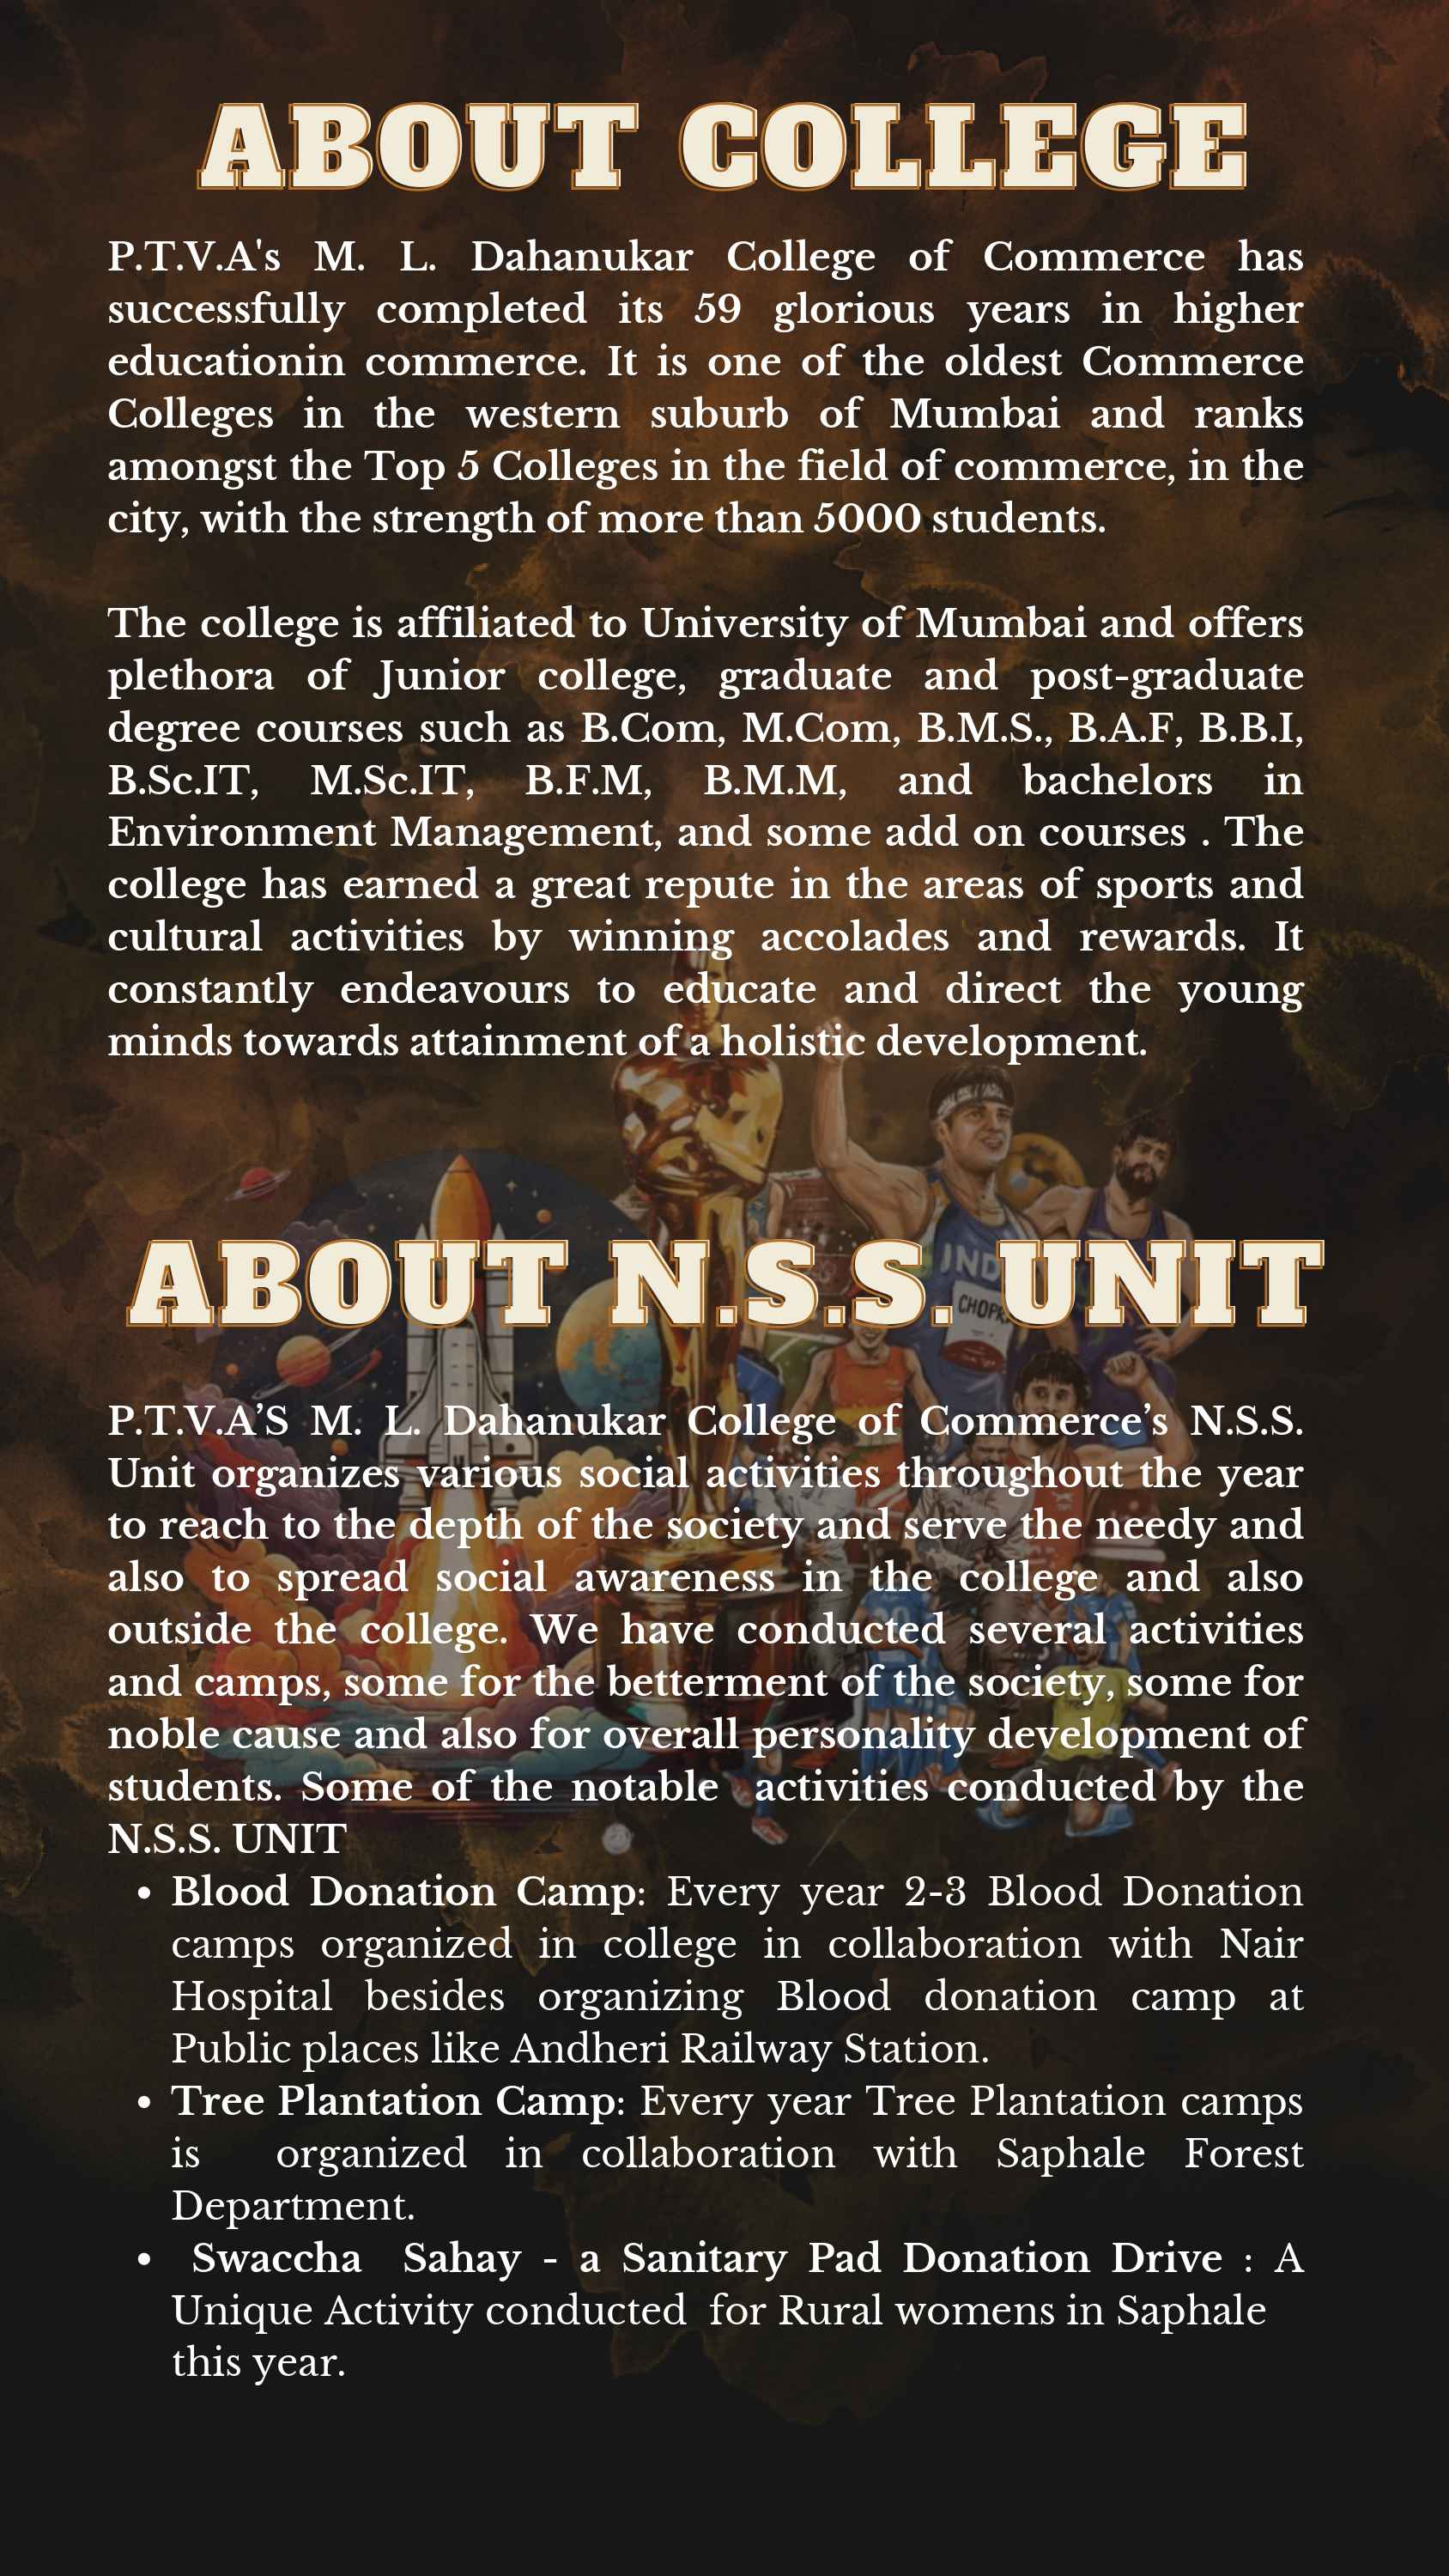 ABOUT COLLEGE
P.T.V.A's M. L. Dahanukar College of Commerce has
successfully completed its 59 glorious years in higher
educationin commerce. It is one of the oldest Commerce
Colleges in the western suburb of Mumbai and ranks
amongst the Top 5 Colleges in the field of commerce, in the
city, with the strength of more than 5000 students.
The college is affiliated to University of Mumbai and offers
plethora of Junior college, graduate and post-graduate
degree courses such as B.Com, M.Com, B.M.S., B.A.F, B.B.I,
B.Sc.IT, M.Sc.IT, B.F.M, B.M.M, and bachelors in
Environment Management, and some add on courses . The
college has earned a great repute in the areas of sports and
cultural activities by winning accolades and rewards. It
constantly endeavours to educate and direct the young
minds towards attainment of a holistic development.
IND
ABOUT N.S.S. UNIT
CHOPR
P.T.V.A’S M. L. Dahanukar College of Commerce’s N.S.S.
Unit organizes various social activities throughout the year
to reach to the depth of the society and serve the needy and
also to spread social awareness in the college and also
outside the college. We have conducted several activities
and camps, some for the betterment of the society, some for
noble cause and also for overall personality development of
students. Some of the notable activities conducted by the
N.S.S. UNIT
• Blood Donation Camp: Every year 2-3 Blood Donation
camps organized in college in collaboration with Nair
Hospital besides organizing Blood donation camp at
Public places like Andheri Railway Station.
• Tree Plantation Camp: Every year Tree Plantation camps
is organized in collaboration with Saphale Forest
Department.
• Swaccha Sahay - a Sanitary Pad Donation Drive : A
Unique Activity conducted for Rural womens in Saphale
this year.